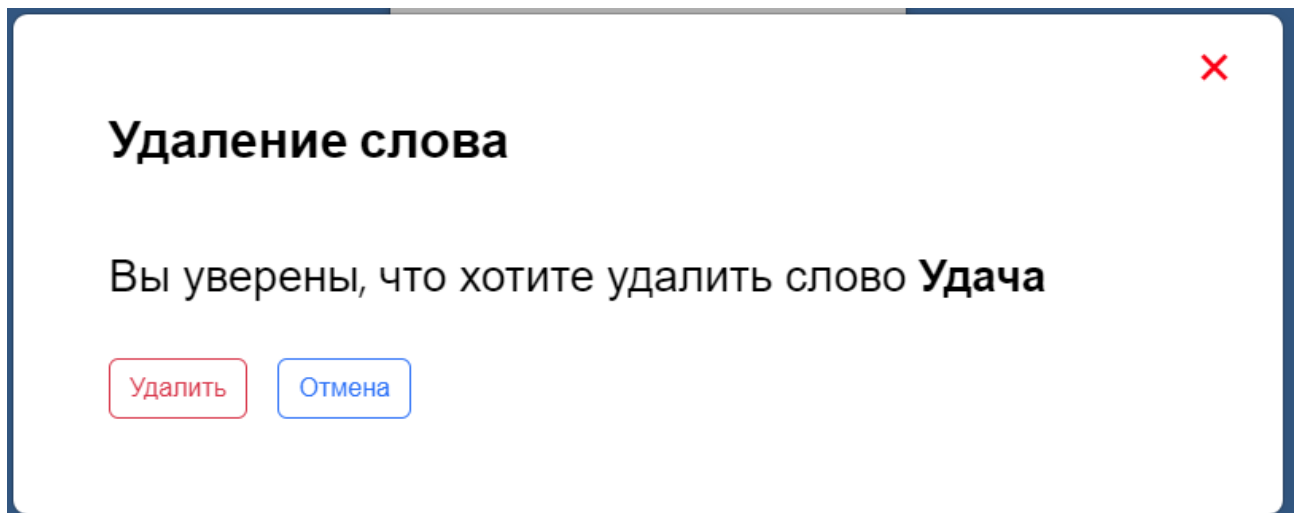 Удаление слова
Вы уверены, что хотите удалить слово Удача
Удалить Отмена